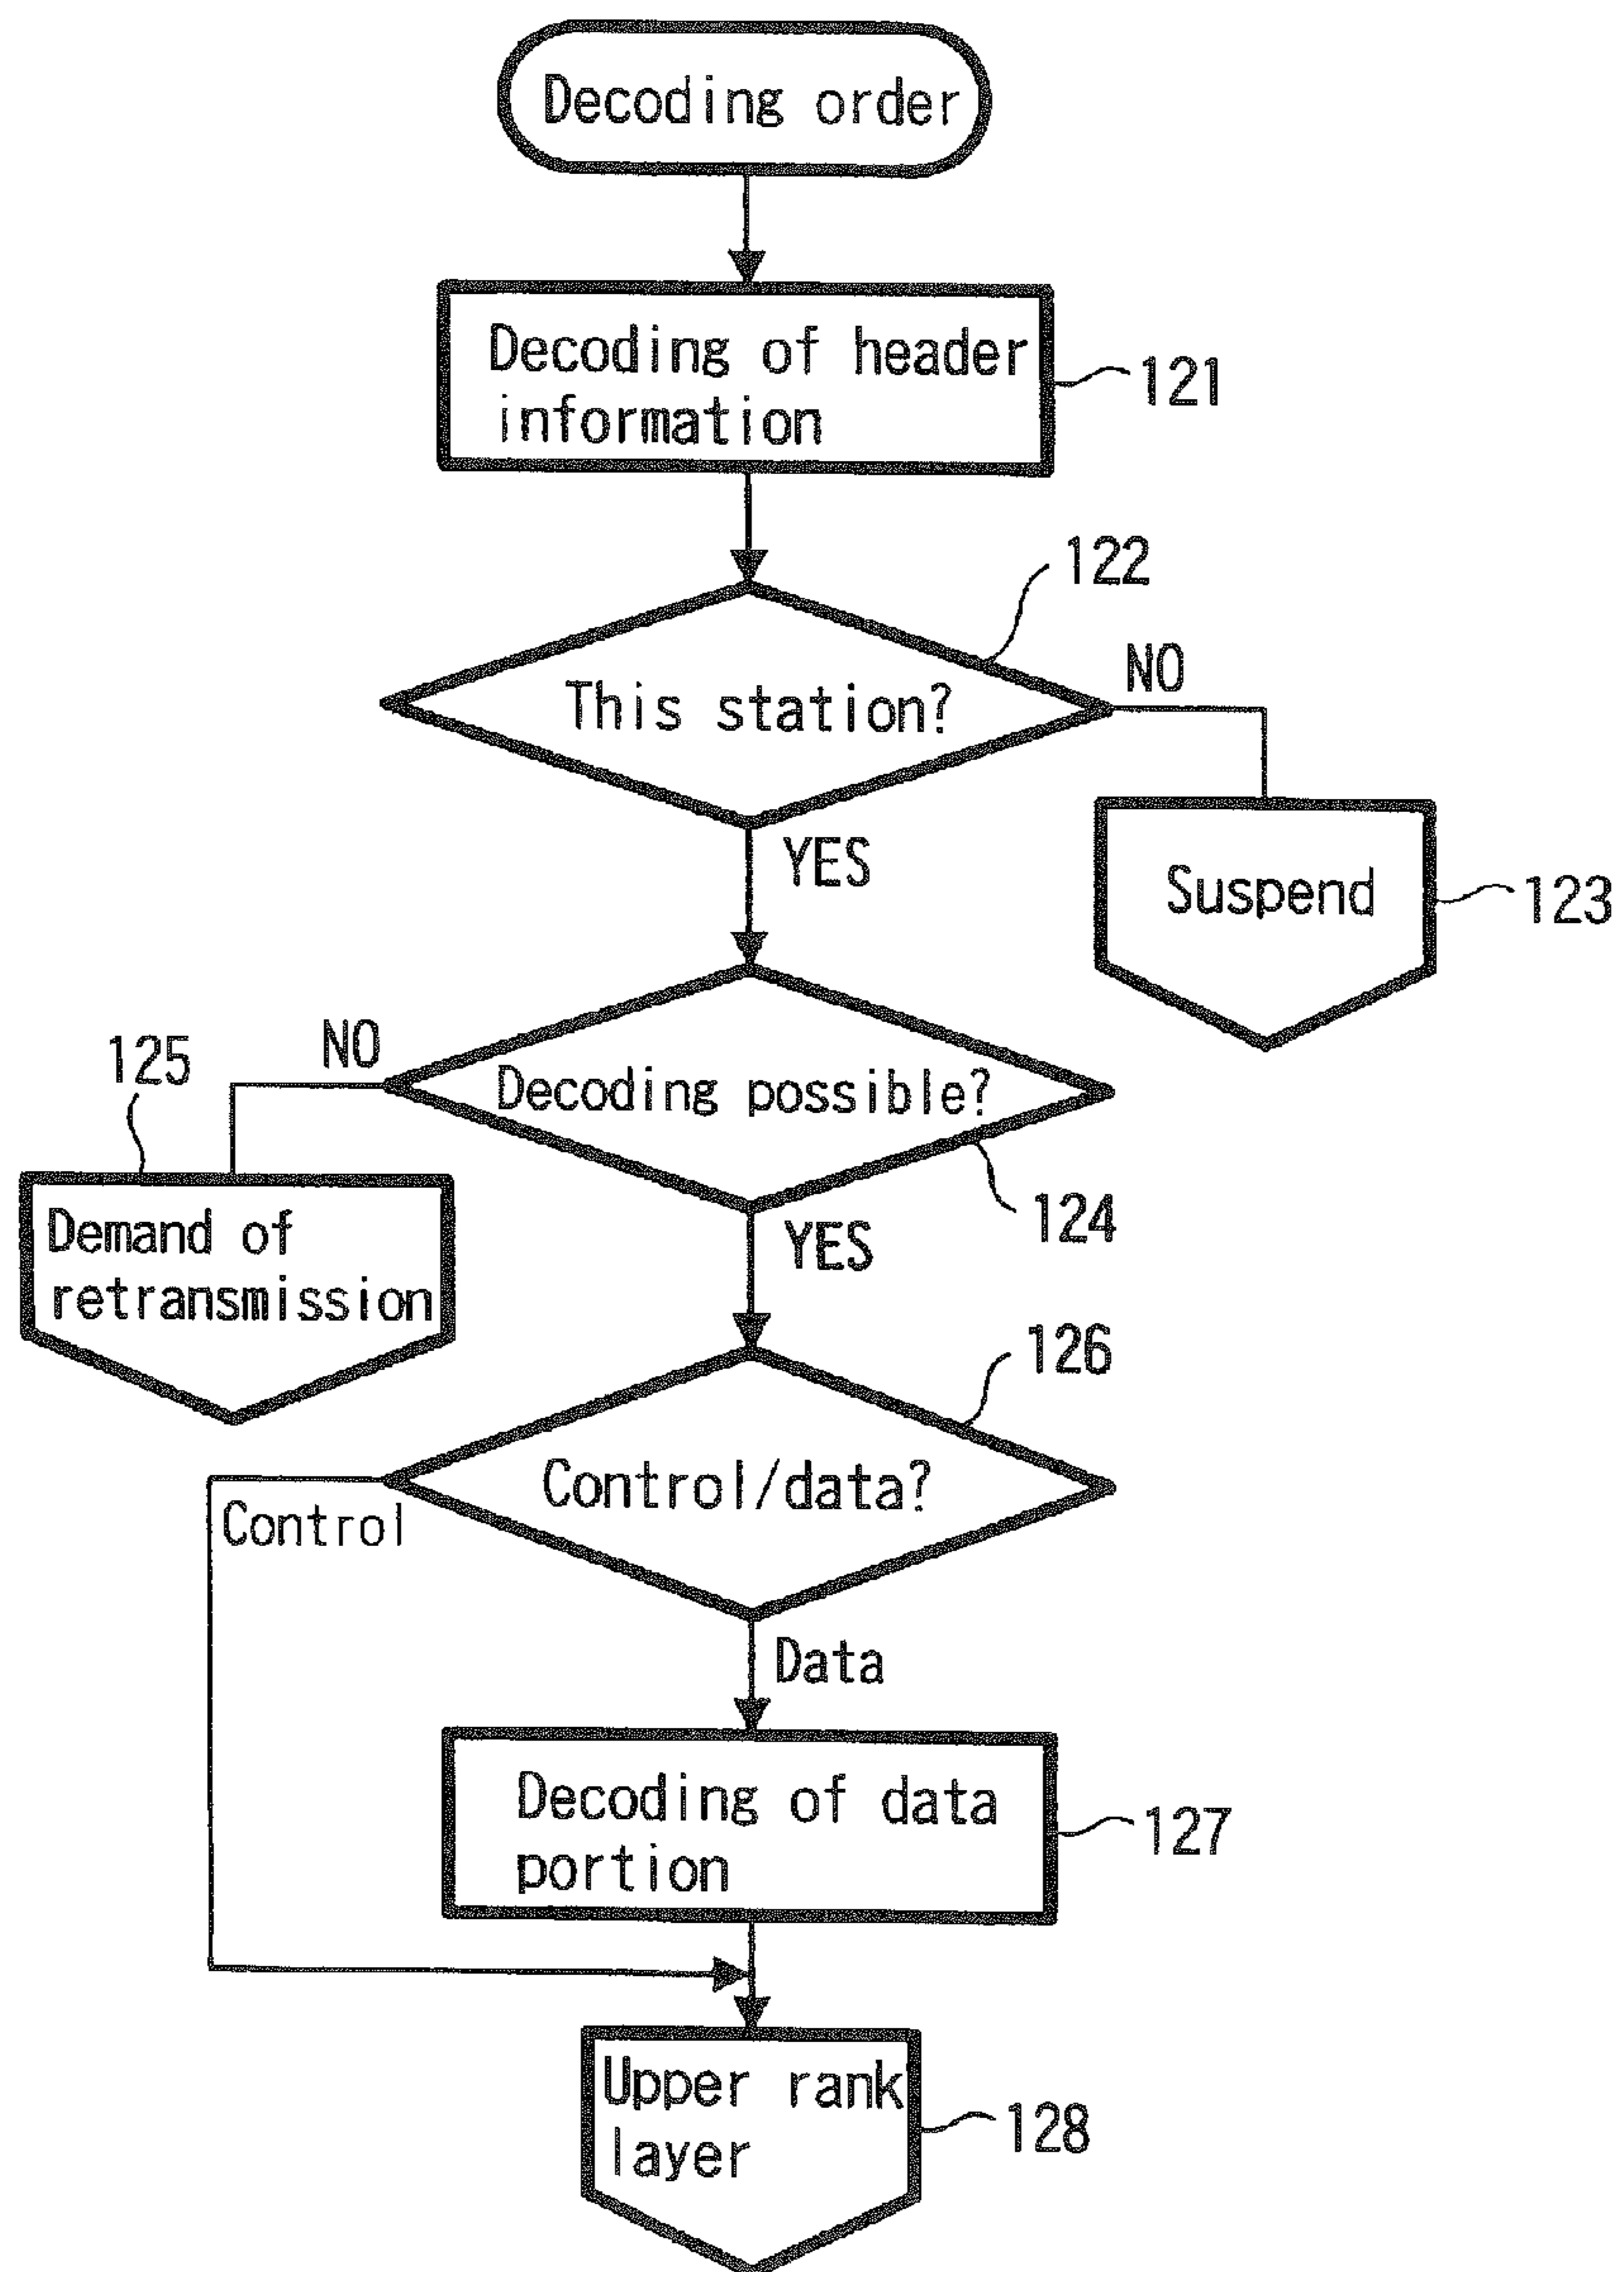 Decoding order
Decoding of header
information
121
122
This station?
NO
YES
Suspend
123
125
NO
Decoding possible?
124
Demand of
retransmission
YES
126
Control/data?
Control
Data
Decoding of data
portion
127
Upper rank
layer
128